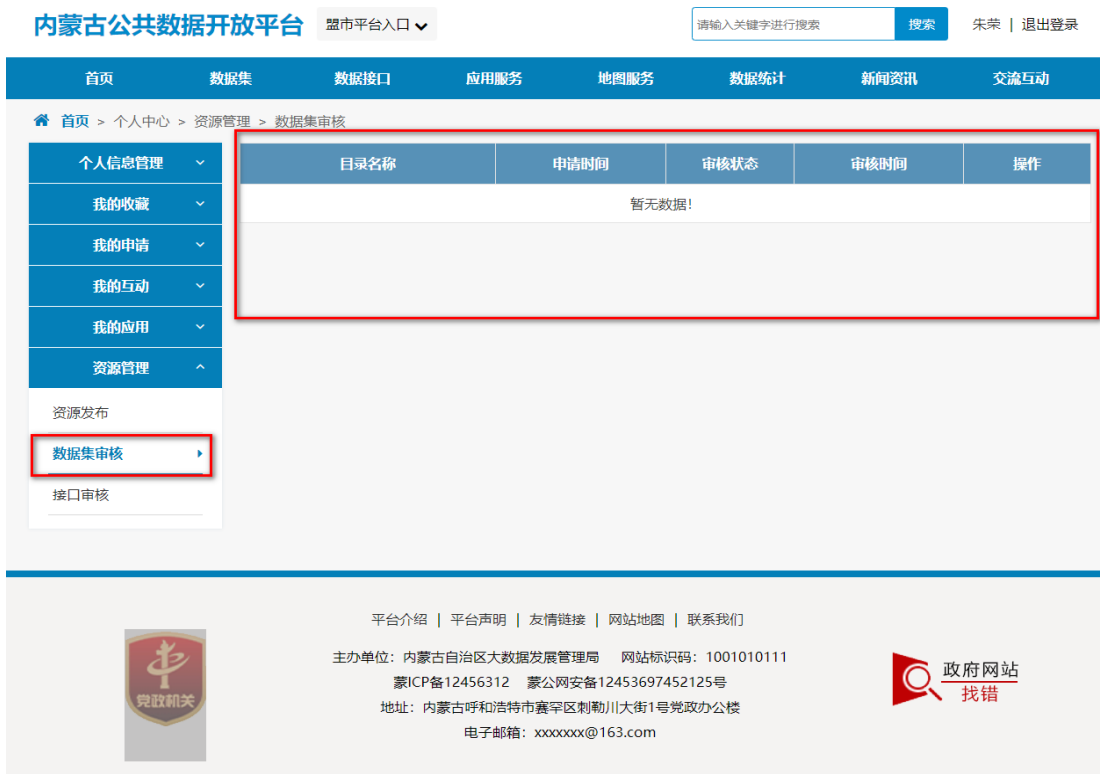 内蒙古公共数据开放平台 盟市平台入口 请输入关键字进行搜索 搜索 朱荣 | 退出登录
首页 数据集 数据接口 应用服务 地图服务 数据统计 新闻资讯 交流互动
首页 > 个人中心 > 资源管理 > 数据集审核
个人信息管理
我的收藏
我的申请
我的互动
我的应用
资源管理
资源发布
数据集审核
接口审核
目录名称 申请时间 审核状态 审核时间 操作
暂无数据!
平台介绍 | 平台声明 | 友情链接 | 网站地图 | 联系我们
主办单位：内蒙古自治区大数据发展管理局 网站标识码：1001010111
蒙ICP备12456312 蒙公网安备12453697452125号
地址：内蒙古呼和浩特市赛罕区刺勒川大街1号党政办公楼
电子邮箱：xxxxxxx@163.com
党政机关
政府网站
找错